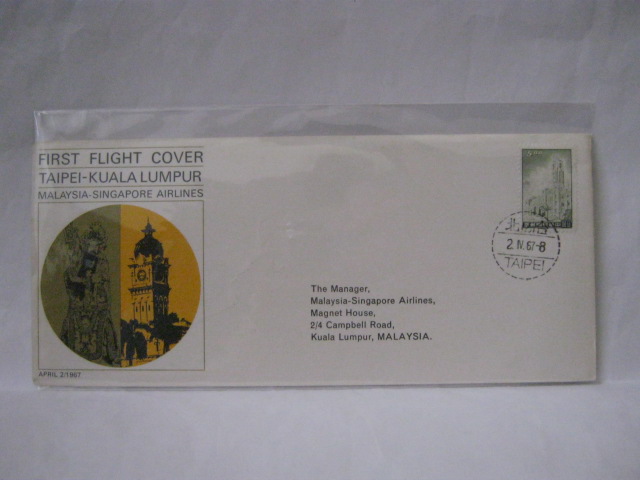 FIRST FLIGHT COVER
TAIPEI-KUALA LUMPUR
MALAYSIA-SINGAPORE AIRLINES
APRIL 2/1967
The Manager,
Malaysia-Singapore Airlines,
Magnet House,
2/4 Campbell Road,
Kuala Lumpur, MALAYSIA.
2.IV.67-8
TAIPEI